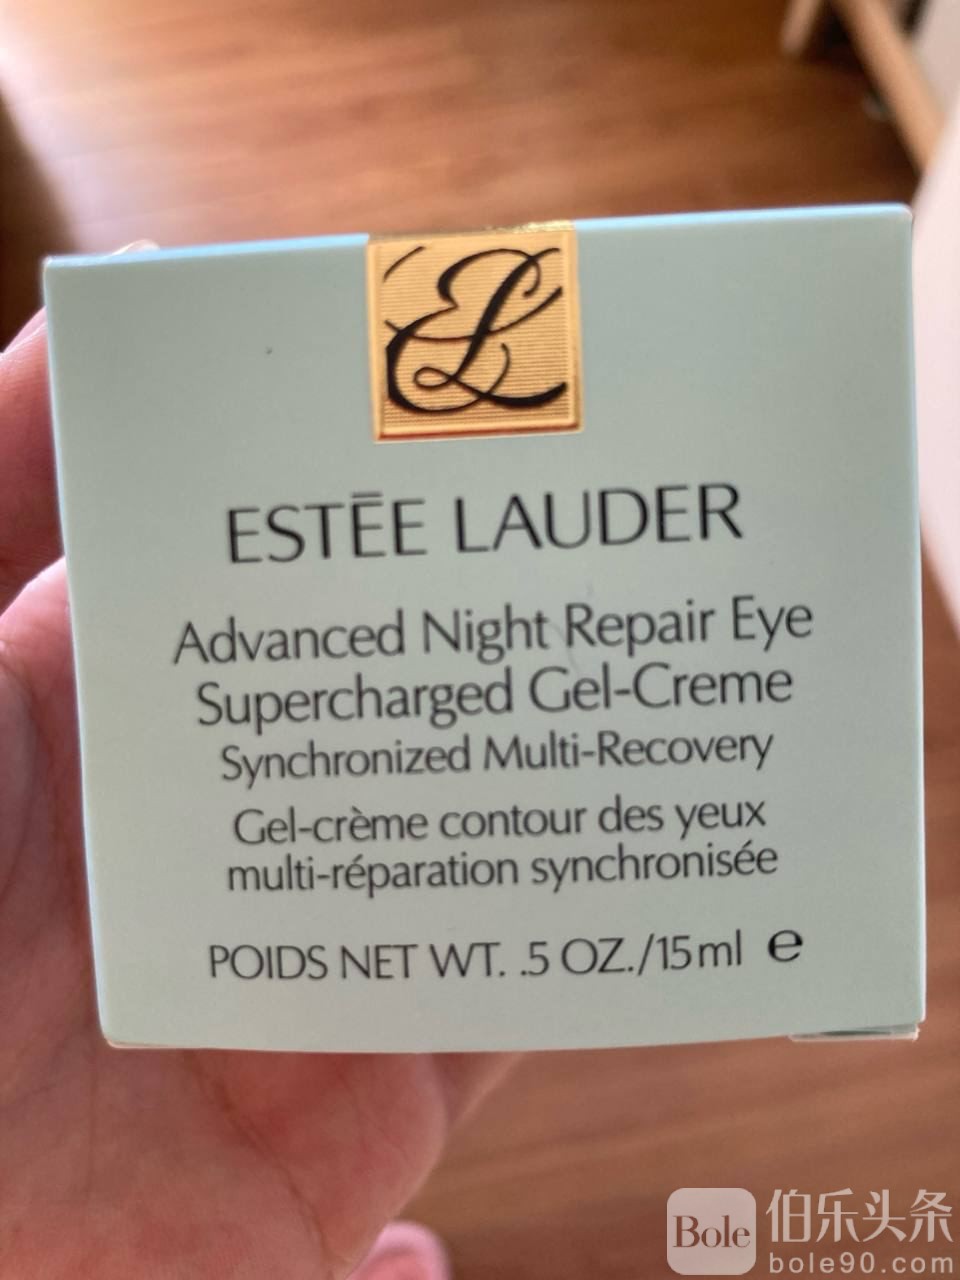 EL
ESTĒE LAUDER
Advanced Night Repair Eye
Supercharged Gel-Creme
Synchronized Multi-Recovery
Gel-crème contour des yeux
multi-réparation synchronisée
POIDS NET WT. .5 OZ./15ml ℮
Bole 伯乐头条
bole90.com